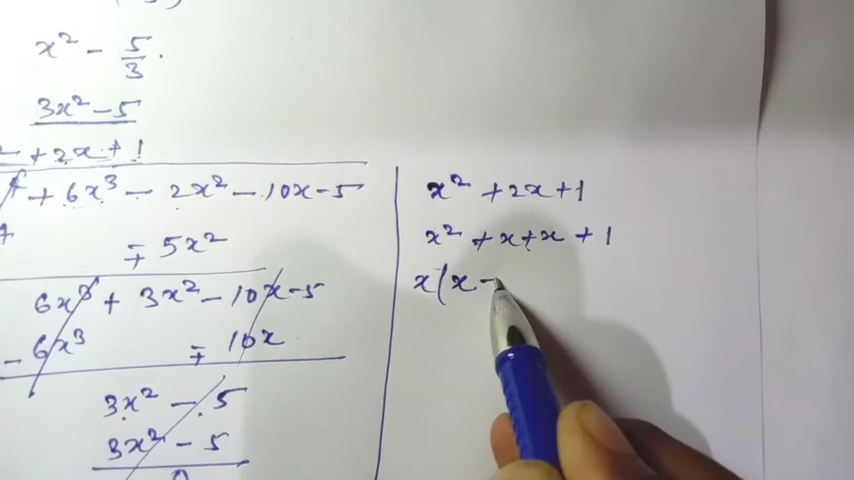 x² - 5/3 .
3x² - 5
+ 2x + 1
+ 6x³ - 2x² - 10x - 5
∓ 5x²
6x³ + 3x² - 10x - 5
- 6x³ ∓ 10x
3x² - 5
3x² - 5
0
x² + 2x + 1
x² + x + x + 1
x(x -